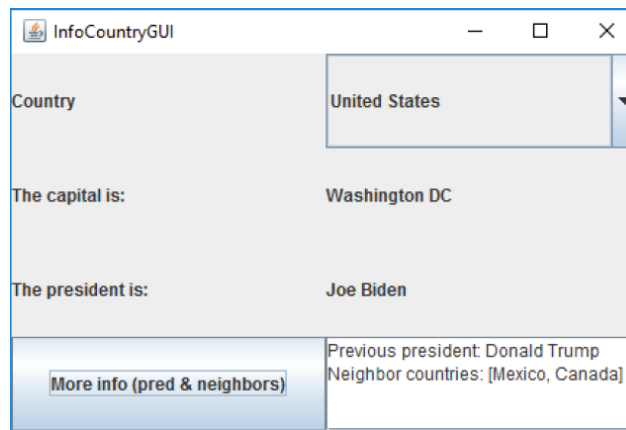 InfoCountryGUI
Country United States
The capital is: Washington DC
The president is: Joe Biden
More info (pred & neighbors)
Previous president: Donald Trump
Neighbor countries: [Mexico, Canada]